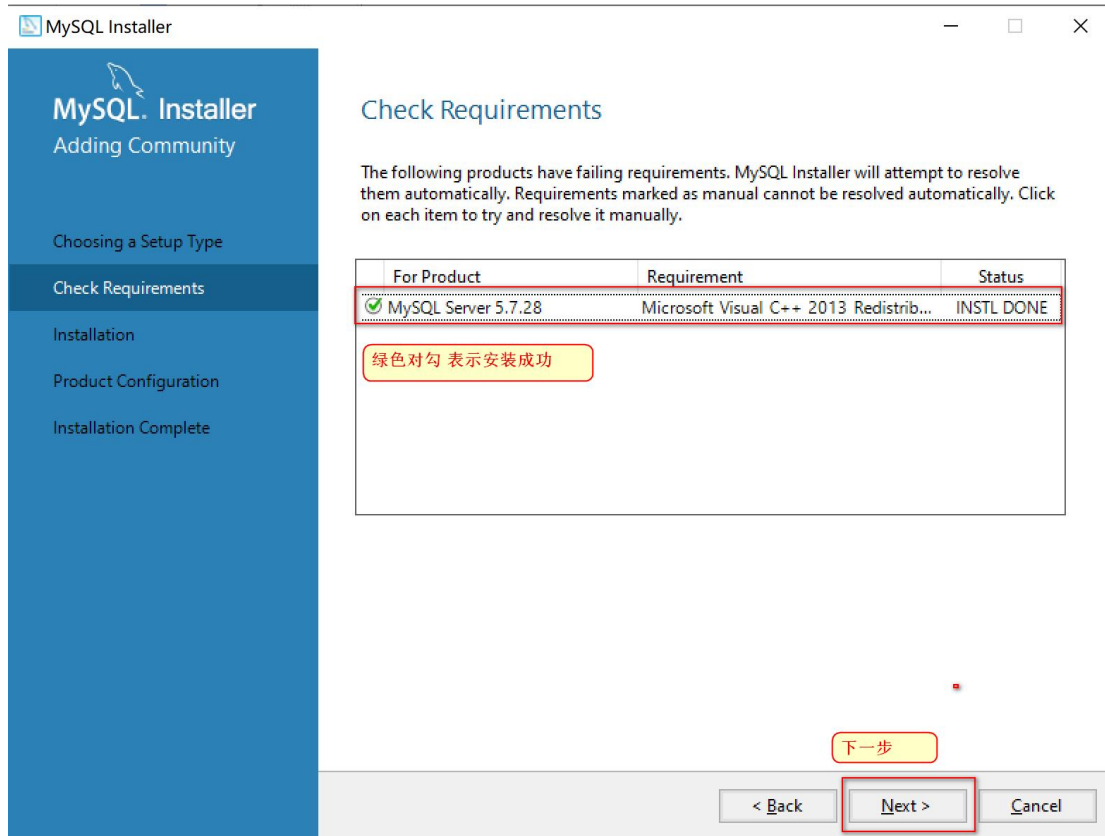 MySQL Installer
MySQL. Installer
Adding Community
Choosing a Setup Type
Check Requirements
Installation
Product Configuration
Installation Complete
Check Requirements
The following products have failing requirements. MySQL Installer will attempt to resolve
them automatically. Requirements marked as manual cannot be resolved automatically. Click
on each item to try and resolve it manually.
For Product Requirement Status
MySQL Server 5.7.28 Microsoft Visual C++ 2013 Redistrib... INSTL DONE
绿色对勾 表示安装成功
下一步
< Back Next > Cancel